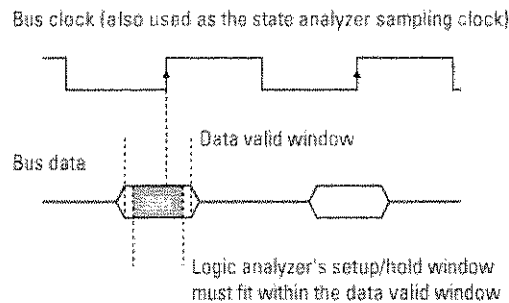 Bus clock (also used as the state analyzer sampling clock)
Data valid window
Bus data
Logic analyzer's setup/hold window
must fit within the data valid window